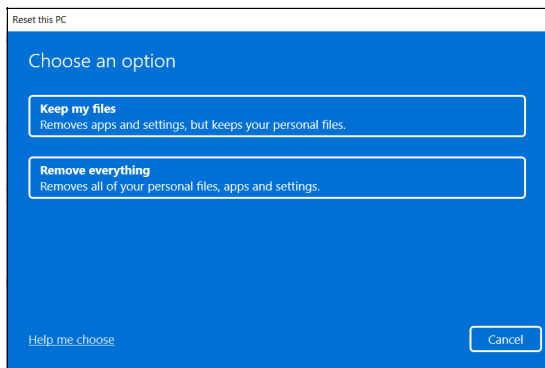 Reset this PC
Choose an option
Keep my files
Removes apps and settings, but keeps your personal files.
Remove everything
Removes all of your personal files, apps and settings.
Help me choose
Cancel